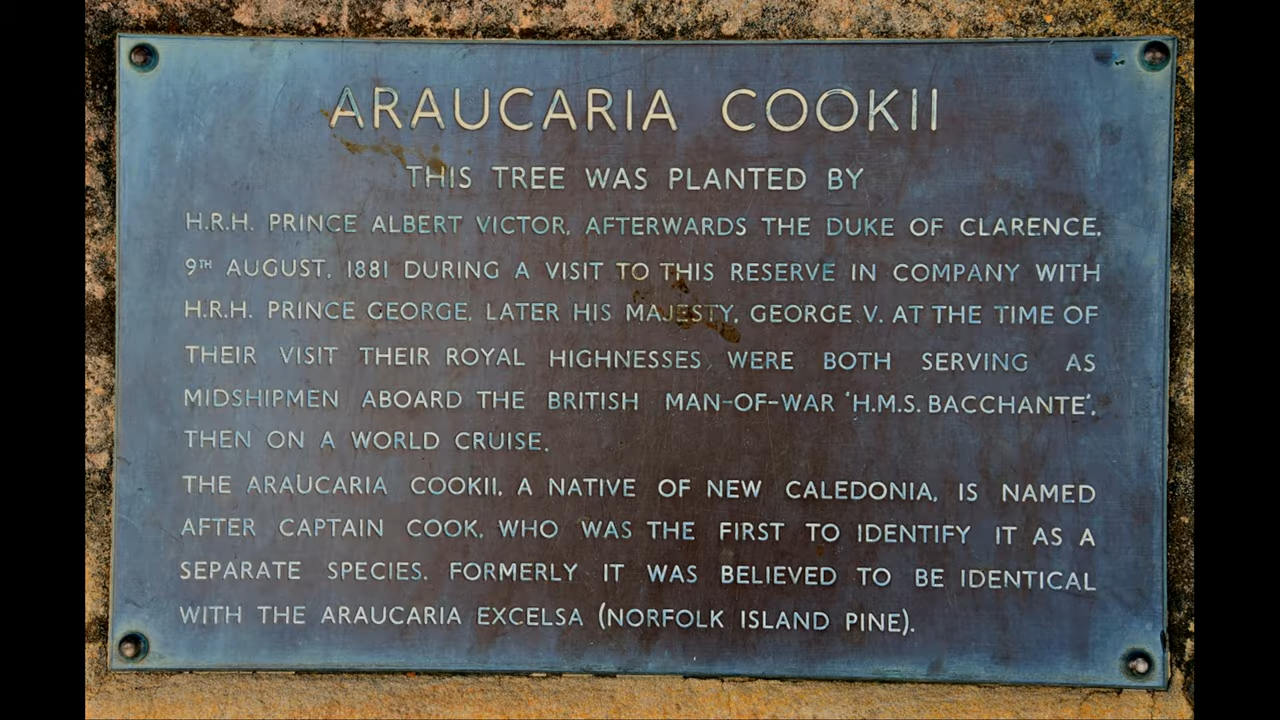 ARAUCARIA COOKII
THIS TREE WAS PLANTED BY
H.R.H. PRINCE ALBERT VICTOR, AFTERWARDS THE DUKE OF CLARENCE,
9TH AUGUST, 1881 DURING A VISIT TO THIS RESERVE IN COMPANY WITH
H.R.H. PRINCE GEORGE, LATER HIS MAJESTY, GEORGE V. AT THE TIME OF
THEIR VISIT THEIR ROYAL HIGHNESSES WERE BOTH SERVING AS
MIDSHIPMEN ABOARD THE BRITISH MAN-OF-WAR 'H.M.S. BACCHANTE',
THEN ON A WORLD CRUISE.
THE ARAUCARIA COOKII, A NATIVE OF NEW CALEDONIA, IS NAMED
AFTER CAPTAIN COOK, WHO WAS THE FIRST TO IDENTIFY IT AS A
SEPARATE SPECIES. FORMERLY IT WAS BELIEVED TO BE IDENTICAL
WITH THE ARAUCARIA EXCELSA (NORFOLK ISLAND PINE).